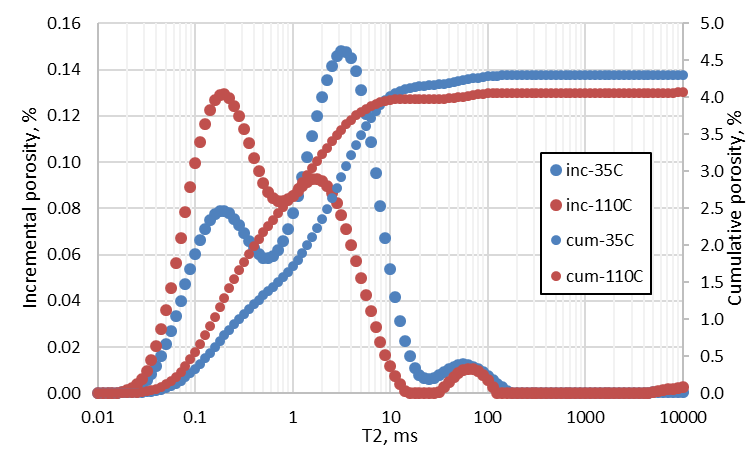 0.16
0.14
0.12
0.10
0.08
0.06
0.04
0.02
0.00
Incremental porosity, %
5.0
4.5
4.0
3.5
3.0
2.5
2.0
1.5
1.0
0.5
0.0
Cumulative porosity, %
inc-35C
inc-110C
cum-35C
cum-110C
0.01 0.1 1 10 100 1000 10000
T2, ms